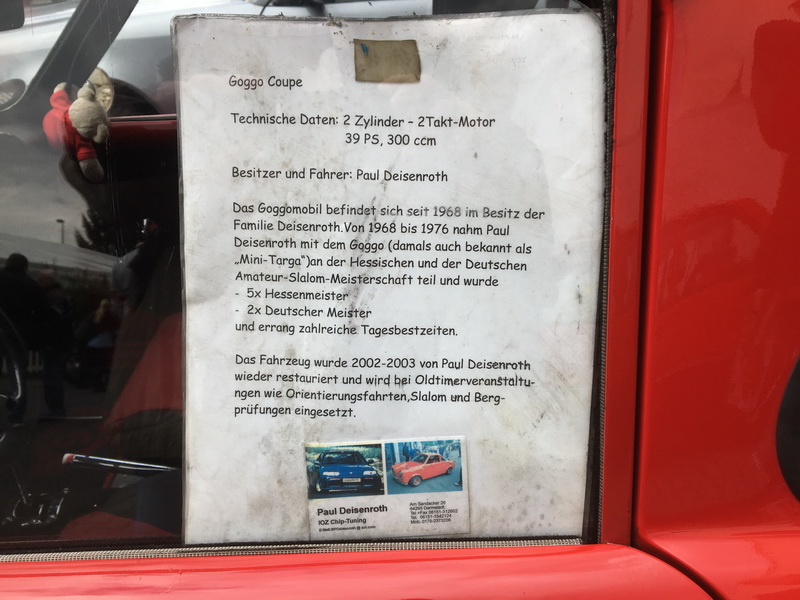 Goggo Coupe
Technische Daten: 2 Zylinder – 2Takt-Motor
39 PS, 300 ccm
Besitzer und Fahrer: Paul Deisenroth
Das Goggomobil befindet sich seit 1968 im Besitz der
Familie Deisenroth.Von 1968 bis 1976 nahm Paul
Deisenroth mit dem Goggo (damals auch bekannt als
„Mini-Targa“)an der Hessischen und der Deutschen
Amateur-Slalom-Meisterschaft teil und wurde
- 5x Hessenmeister
- 2x Deutscher Meister
und errang zahlreiche Tagesbestzeiten.
Das Fahrzeug wurde 2002-2003 von Paul Deisenroth
wieder restauriert und wird bei Oldtimerveranstaltu-
ngen wie Orientierungsfahrten,Slalom und Berg-
prüfungen eingesetzt.
Paul Deisenroth
IOZ Chip-Tuning